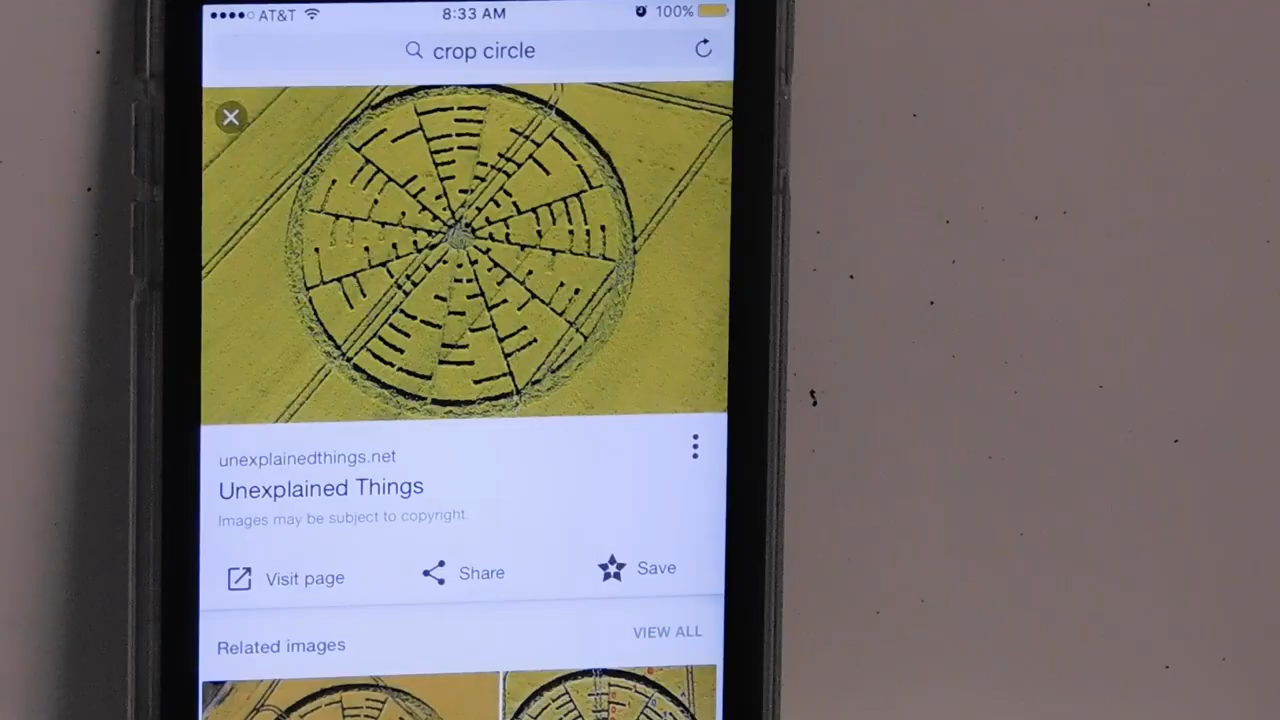 AT&T 8:33 AM 100%
crop circle
unexplainedthings.net
Unexplained Things
Images may be subject to copyright.
Visit page Share Save
Related images VIEW ALL